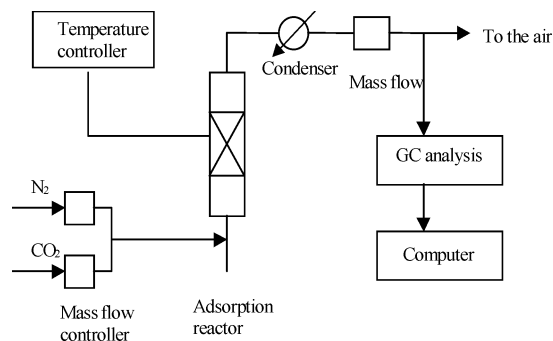 Temperature
controller
To the air
Condenser
Mass flow
GC analysis
N₂
CO₂
Computer
Mass flow
controller
Adsorption
reactor